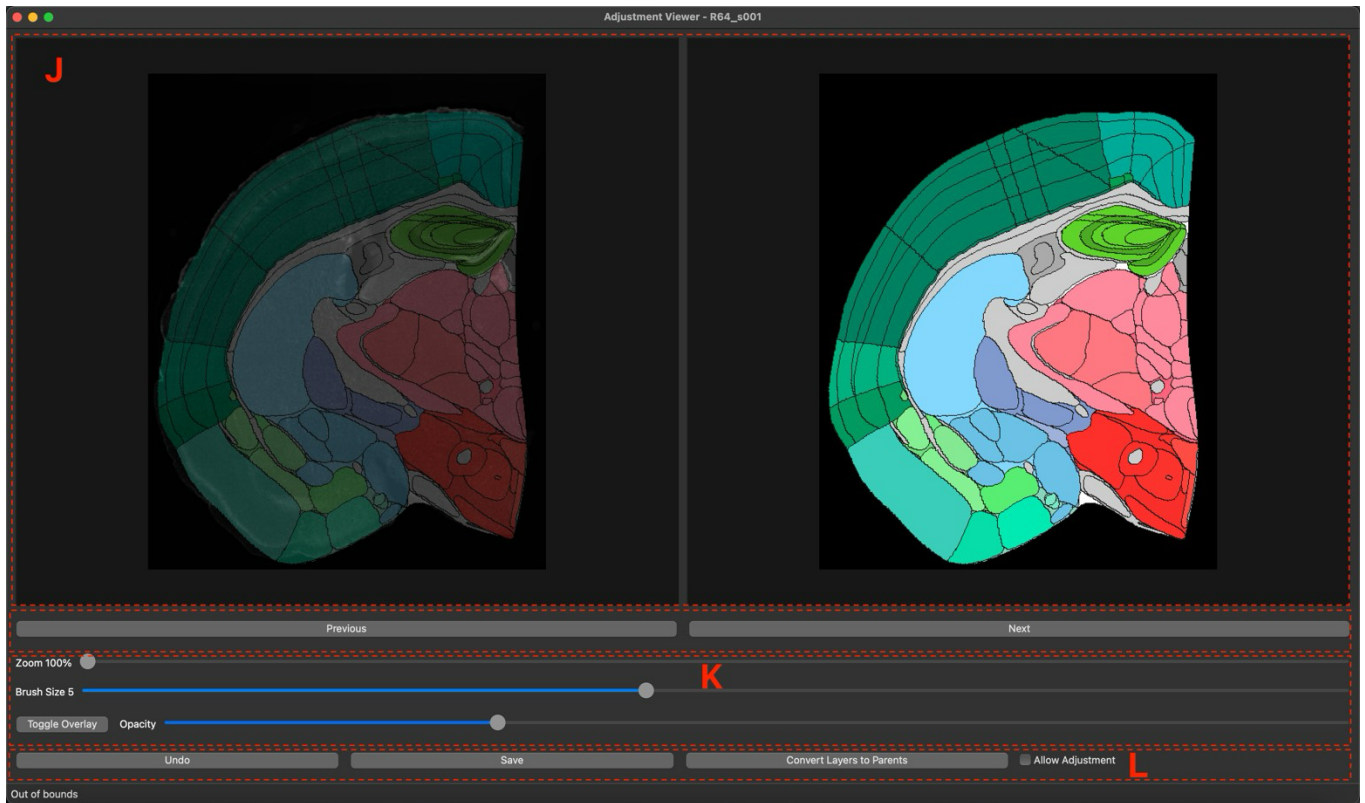 Adjustment Viewer - R64_s001
J
Previous
Next
Zoom 100%
K
Brush Size 5
Toggle Overlay
Opacity
Undo
Save
Convert Layers to Parents
Allow Adjustment
L
Out of bounds